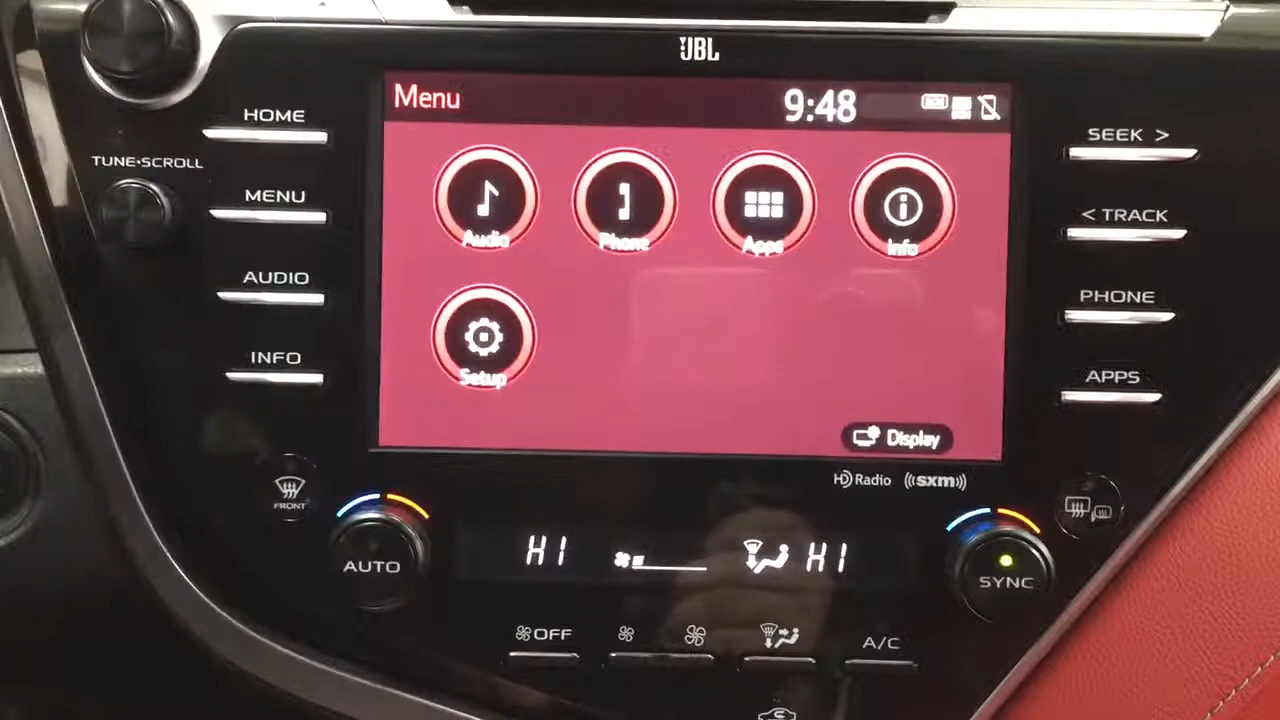 JBL
Menu
9:48
HOME
TUNE•SCROLL
MENU
AUDIO
INFO
Audio
Phone
Apps
Info
Setup
Display
SEEK >
< TRACK
PHONE
APPS
HD Radio
((sxm))
FRONT
AUTO
HI
HI
SYNC
OFF
A/C